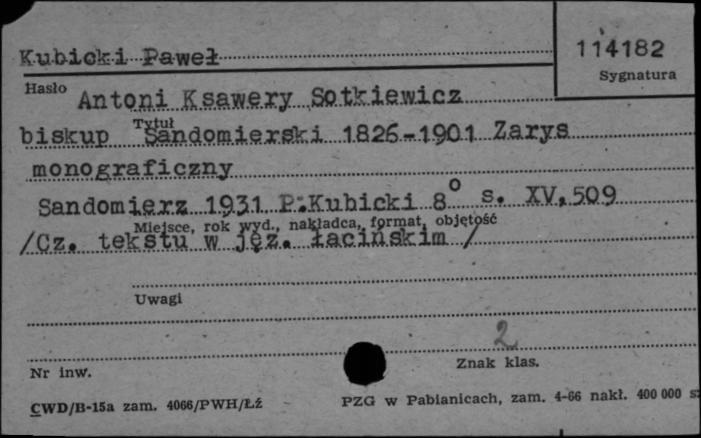 Kubicki Paweł
114182
Hasło
Sygnatura
Antoni Ksawery Sotkiewicz
Tytuł
biskup Sandomierski 1826-1901 Zarys
monograficzny
Sandomierz 1931 P.Kubicki 8° s. XV,509
Miejsce, rok wyd., nakładca, format, objętość
/Cz. tekstu w jęz. łacińskim /
Uwagi
2
Nr inw.
Znak klas.
CWD/B-15a zam. 4066/PWH/Łź
PZG w Pabianicach, zam. 4-66 nakł. 400 000 sz